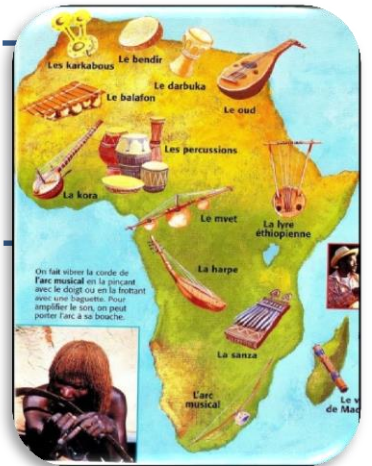 Les karkabous
Le bendir
Le darbuka
Le balafon
Le oud
Les percussions
La kora
Le mvet
La lyre
éthiopienne
La harpe
On fait vibrer la corde de
l'arc musical en la pinçant
avec le doigt ou en la frottant
avec une baguette. Pour
amplifier le son, on peut
porter l'arc à sa bouche.
La sanza
L'arc
musical
Le v
de Mad